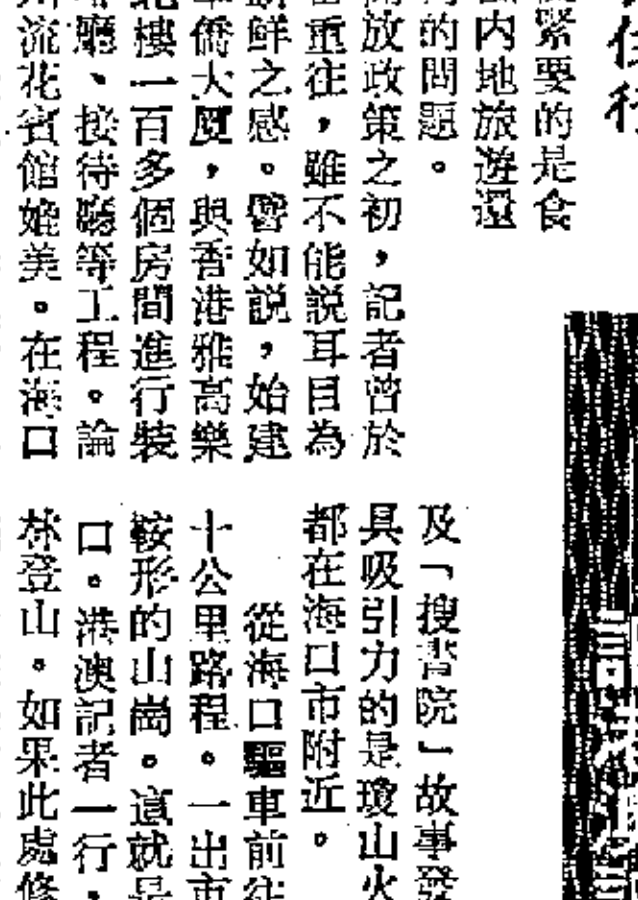 住行
緊要的是食
內地旅遊還
的問題。
開放政策之初，記者曾於
重往，雖不能說耳目為
新鮮之感。譬如說，始建
華僑大厦，與香港雅高樂
北樓一百多個房間進行裝
廳、接待廳等工程。論
州流花賓館媲美。在海口
及「搜書院」故事發
具吸引力的是瓊山火
都在海口市附近。
從海口驅車前往
十公里路程。一出市
鞍形的山崗。這就是
口。港澳記者一行，
林登山。如果此處修